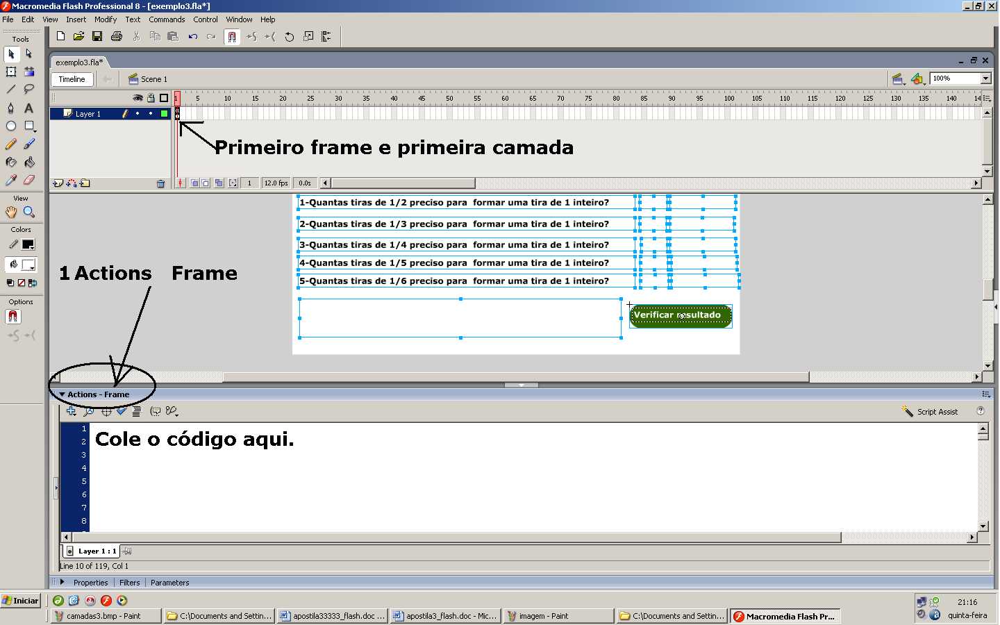 Macromedia Flash Professional 8 - [exemplo3.fla*]
File Edit View Insert Modify Text Commands Control Window Help
Tools
exemplo3.fla*
Timeline Scene 1 100%
1 5 10 15 20 25 30 35 40 45 50 55 60 65 70 75 80 85 90 95 100 105 110 115 120 125 130 135 140 14
Layer 1
Primeiro frame e primeira camada
1 12.0 fps 0.0s
View
Colors
Options
1-Quantas tiras de 1/2 preciso para formar uma tira de 1 inteiro?
2-Quantas tiras de 1/3 preciso para formar uma tira de 1 inteiro?
3-Quantas tiras de 1/4 preciso para formar uma tira de 1 inteiro?
4-Quantas tiras de 1/5 preciso para formar uma tira de 1 inteiro?
5-Quantas tiras de 1/6 preciso para formar uma tira de 1 inteiro?
1 Actions Frame
Verificar resultado
Actions - Frame
Script Assist
1
2
3
4
5
6
7
8
Cole o código aqui.
Layer 1 : 1
Line 10 of 119, Col 1
Properties Filters Parameters
Iniciar
21:16
camadas3.bmp - Paint
C:\Documents and Settin...
apostila33333_flash.doc ...
apostila3_flash.doc - Mic...
imagem - Paint
C:\Documents and Settin...
Macromedia Flash Pr...
quinta-feira